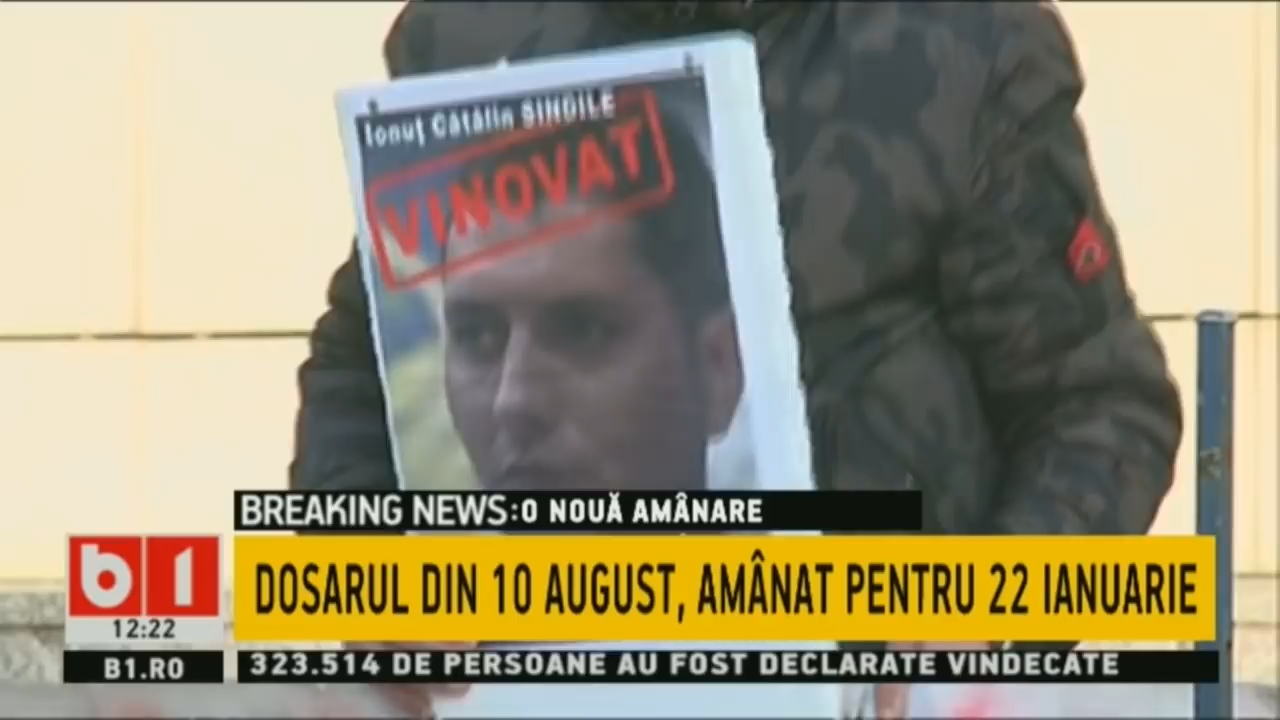 Ionuţ Cătălin SINDILE
VINOVAT
BREAKING NEWS:O NOUĂ AMÂNARE
b1
DOSARUL DIN 10 AUGUST, AMÂNAT PENTRU 22 IANUARIE
12:22
B1.RO
323.514 DE PERSOANE AU FOST DECLARATE VINDECATE